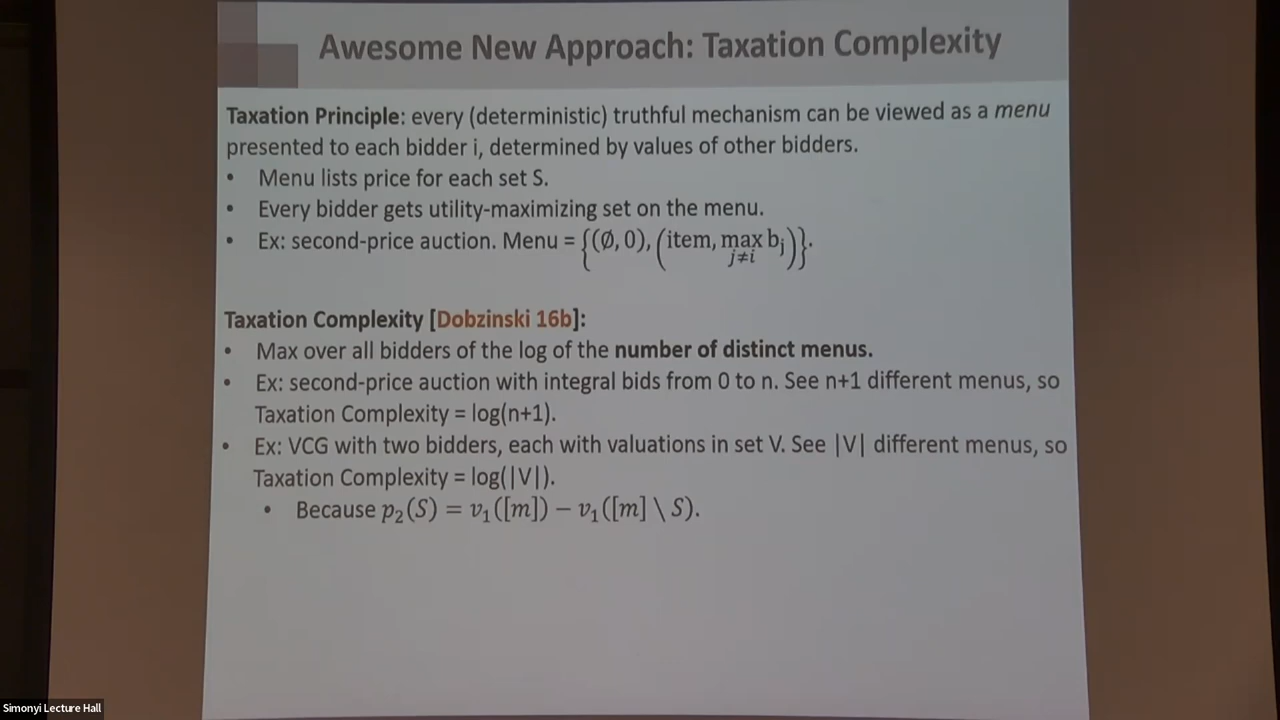 Awesome New Approach: Taxation Complexity
Taxation Principle: every (deterministic) truthful mechanism can be viewed as a menu
presented to each bidder i, determined by values of other bidders.
• Menu lists price for each set S.
• Every bidder gets utility-maximizing set on the menu.
• Ex: second-price auction. Menu = {(∅, 0), (item, max b_j)}.
j≠i
Taxation Complexity [Dobzinski 16b]:
• Max over all bidders of the log of the number of distinct menus.
• Ex: second-price auction with integral bids from 0 to n. See n+1 different menus, so
Taxation Complexity = log(n+1).
• Ex: VCG with two bidders, each with valuations in set V. See |V| different menus, so
Taxation Complexity = log(|V|).
• Because p₂(S) = v₁([m]) − v₁([m] \ S).
Simonyi Lecture Hall